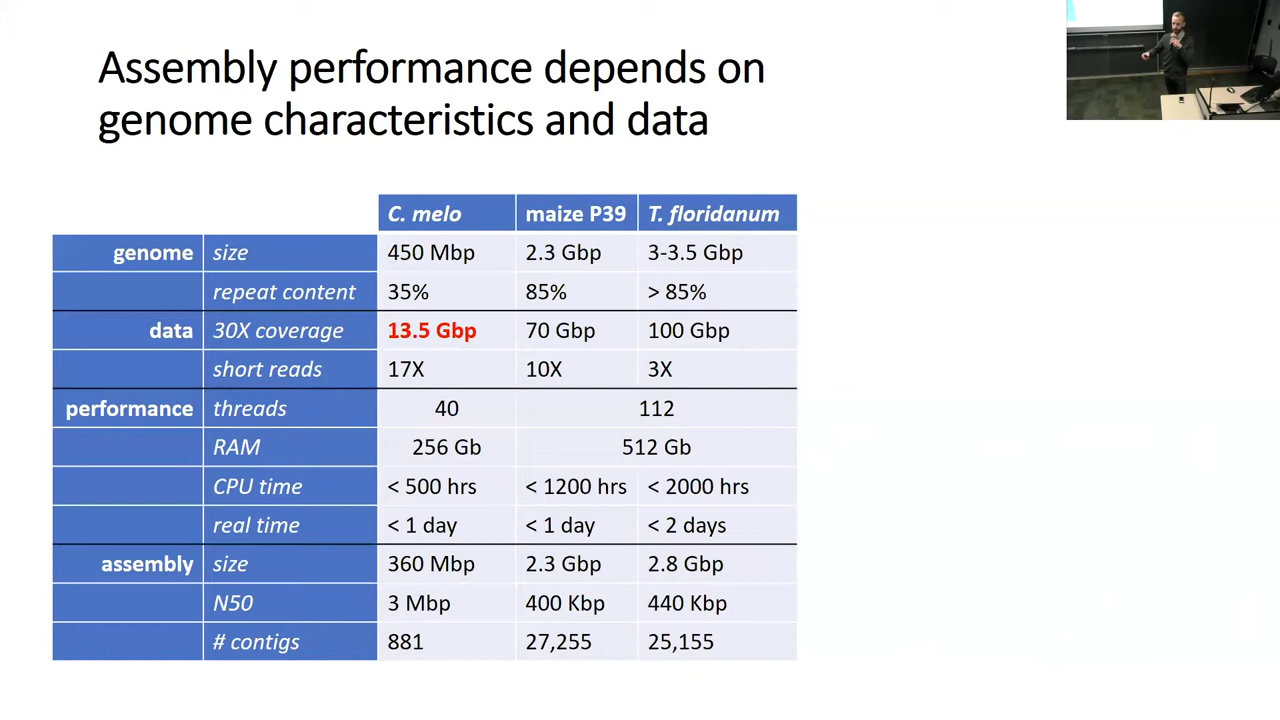 Assembly performance depends on
genome characteristics and data
C. melo maize P39 T. floridanum
genome size 450 Mbp 2.3 Gbp 3-3.5 Gbp
repeat content 35% 85% > 85%
data 30X coverage 13.5 Gbp 70 Gbp 100 Gbp
short reads 17X 10X 3X
performance threads 40 112
RAM 256 Gb 512 Gb
CPU time < 500 hrs < 1200 hrs < 2000 hrs
real time < 1 day < 1 day < 2 days
assembly size 360 Mbp 2.3 Gbp 2.8 Gbp
N50 3 Mbp 400 Kbp 440 Kbp
# contigs 881 27,255 25,155